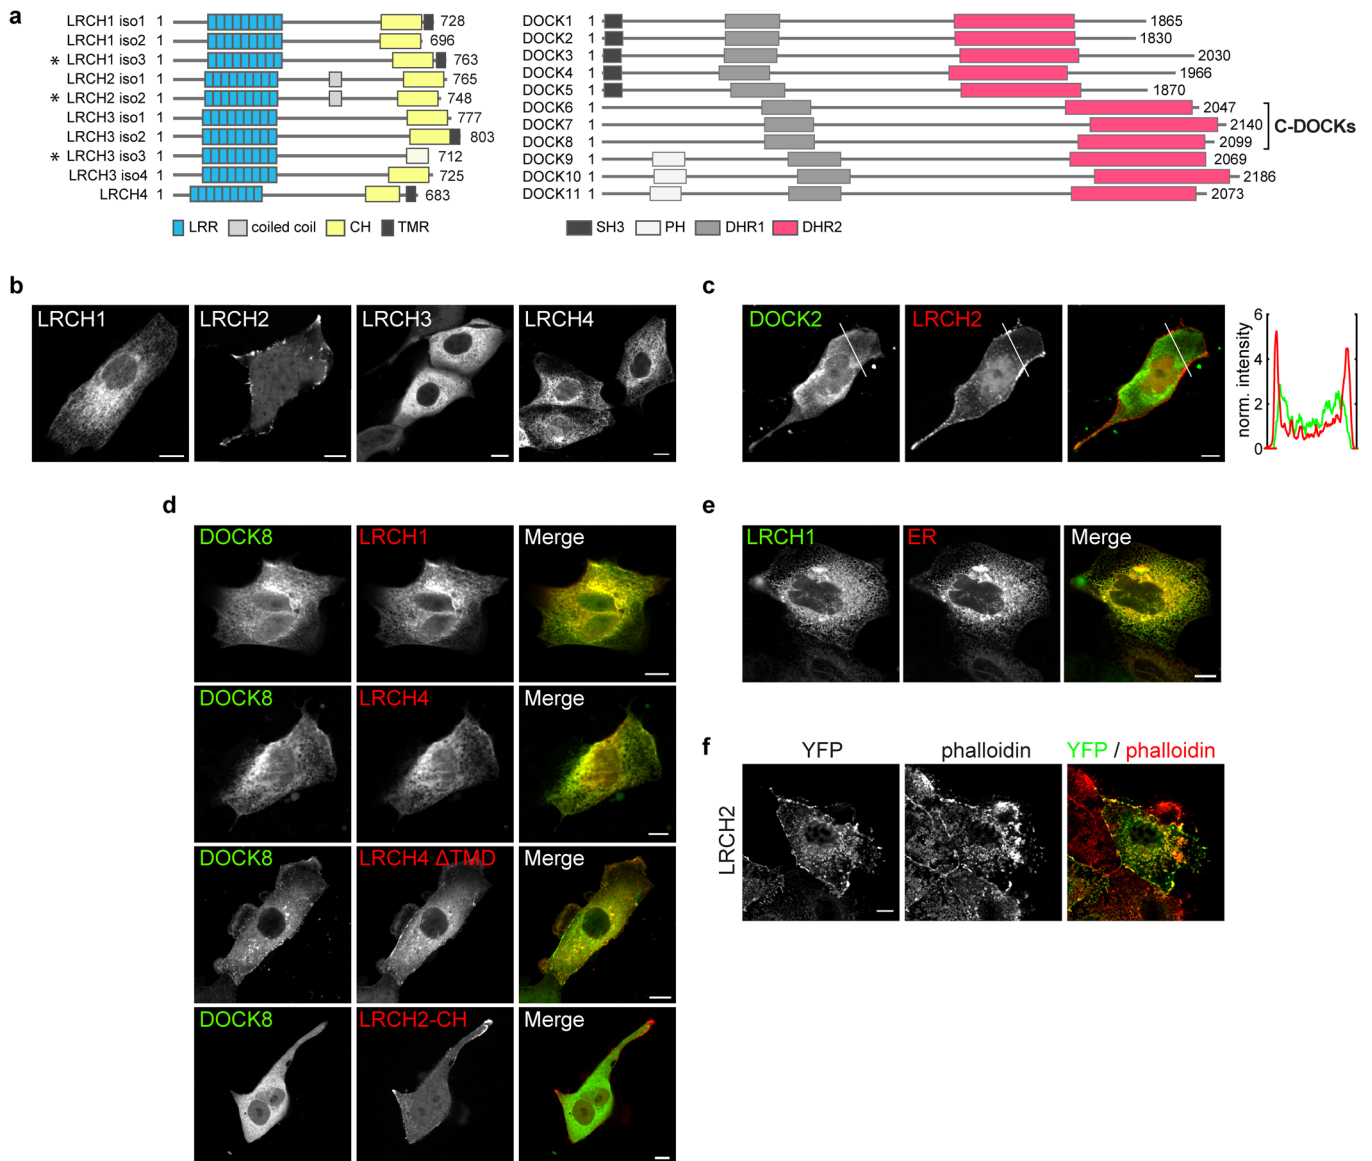 a
LRCH1 iso1 1 728
LRCH1 iso2 1 696
* LRCH1 iso3 1 763
LRCH2 iso1 1 765
* LRCH2 iso2 1 748
LRCH3 iso1 1 777
LRCH3 iso2 1 803
* LRCH3 iso3 1 712
LRCH3 iso4 1 725
LRCH4 1 683
LRR coiled coil CH TMR
DOCK1 1 1865
DOCK2 1 1830
DOCK3 1 2030
DOCK4 1 1966
DOCK5 1 1870
DOCK6 1 2047
DOCK7 1 2140
DOCK8 1 2099
C-DOCKs
DOCK9 1 2069
DOCK10 1 2186
DOCK11 1 2073
SH3 PH DHR1 DHR2
b
LRCH1 LRCH2 LRCH3 LRCH4
c
DOCK2 LRCH2
norm. intensity
6
4
2
0
d
DOCK8 LRCH1 Merge
DOCK8 LRCH4 Merge
DOCK8 LRCH4 ΔTMD Merge
DOCK8 LRCH2-CH Merge
e
LRCH1 ER Merge
f
YFP phalloidin YFP / phalloidin
LRCH2